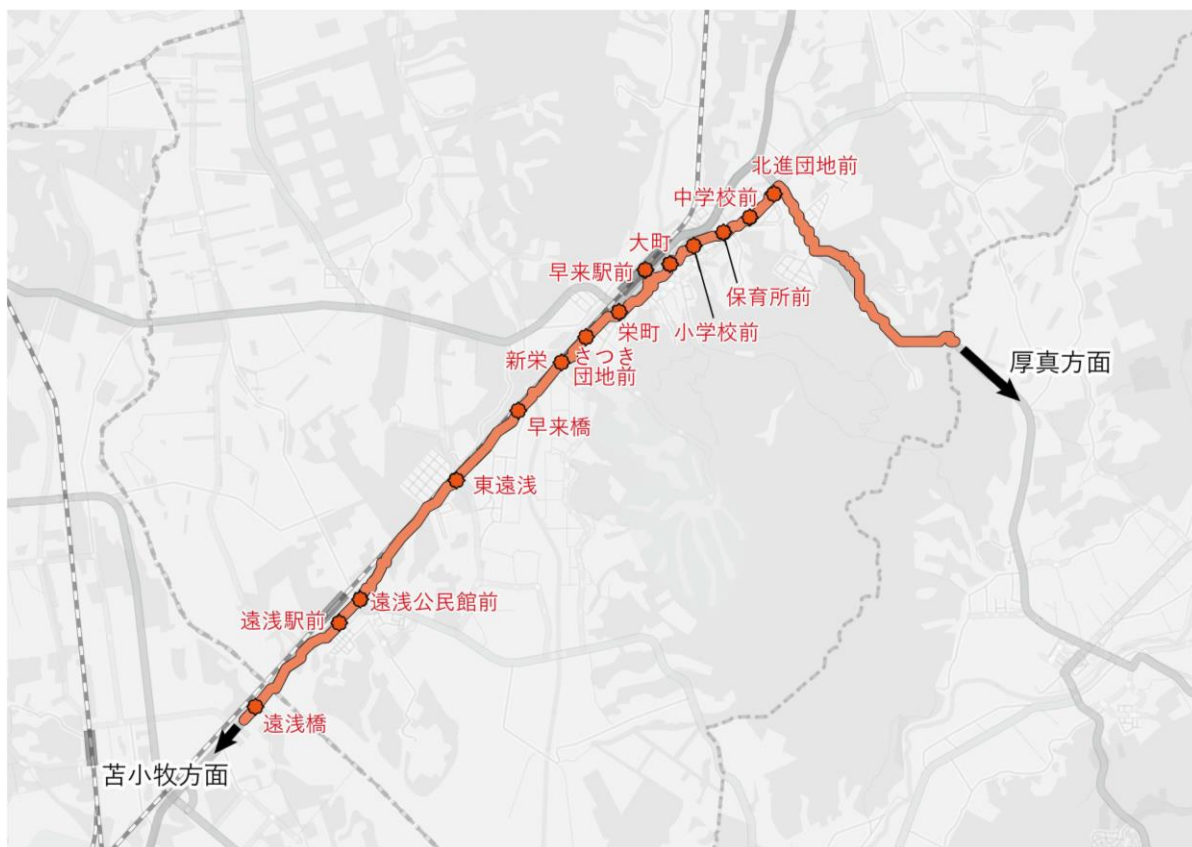 北進団地前
中学校前
大町
早来駅前
保育所前
栄町
小学校前
新栄
さつき
団地前
厚真方面
早来橋
東遠浅
遠浅公民館前
遠浅駅前
遠浅橋
苫小牧方面